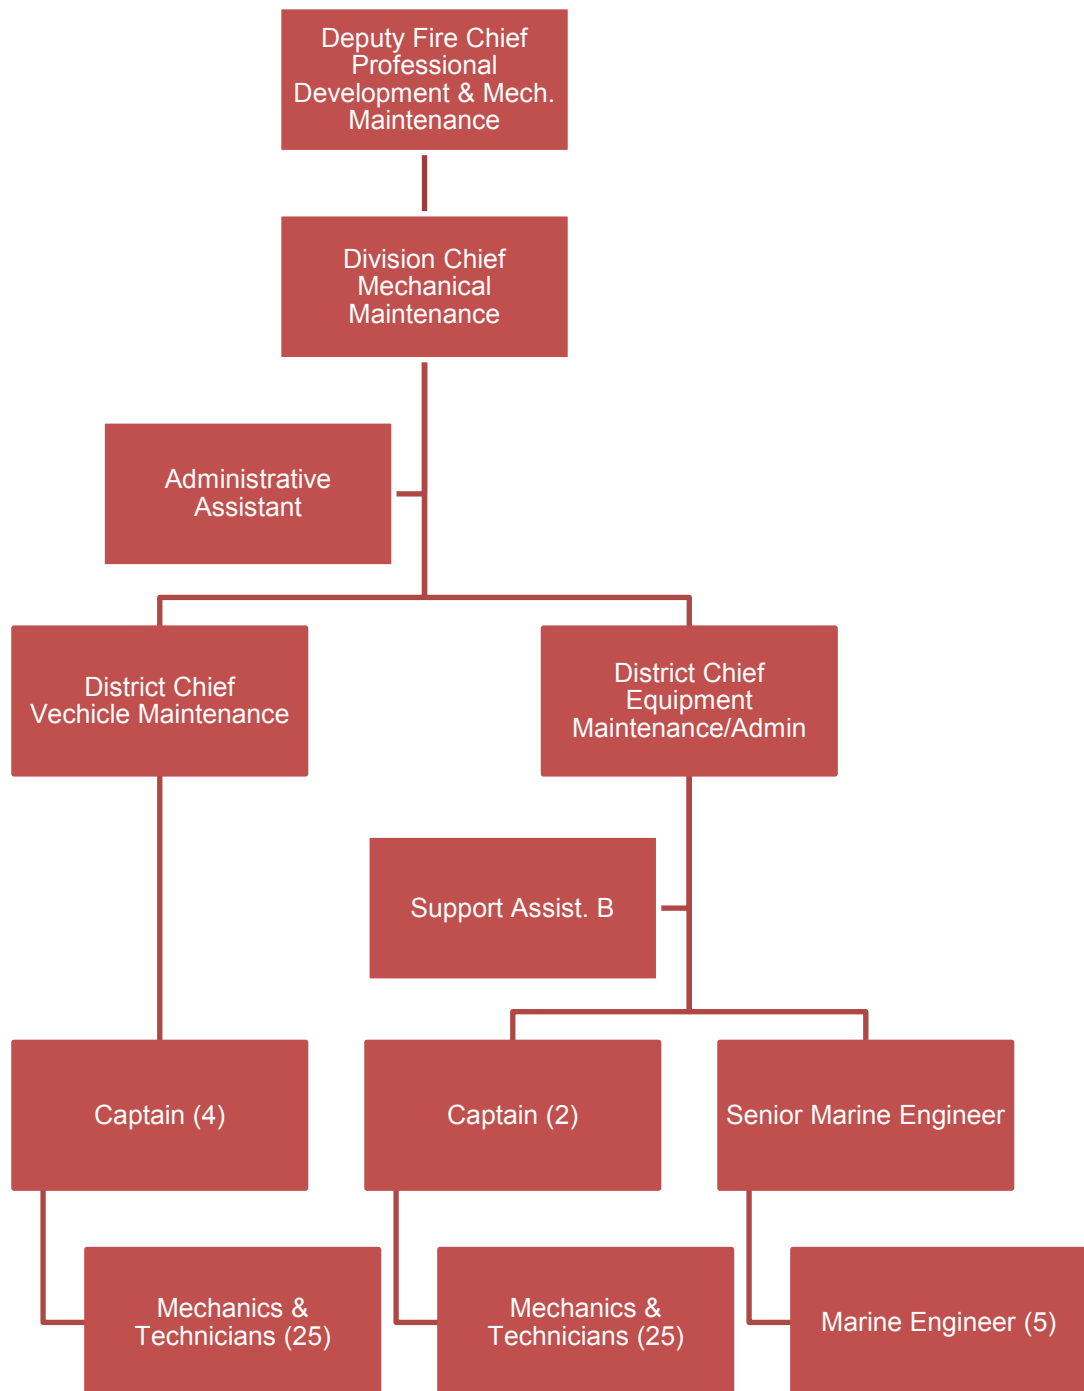 Deputy Fire Chief
Professional
Development & Mech.
Maintenance
Division Chief
Mechanical
Maintenance
Administrative
Assistant
District Chief
Vechicle Maintenance
District Chief
Equipment
Maintenance/Admin
Support Assist. B
Captain (4)
Captain (2)
Senior Marine Engineer
Mechanics &
Technicians (25)
Mechanics &
Technicians (25)
Marine Engineer (5)